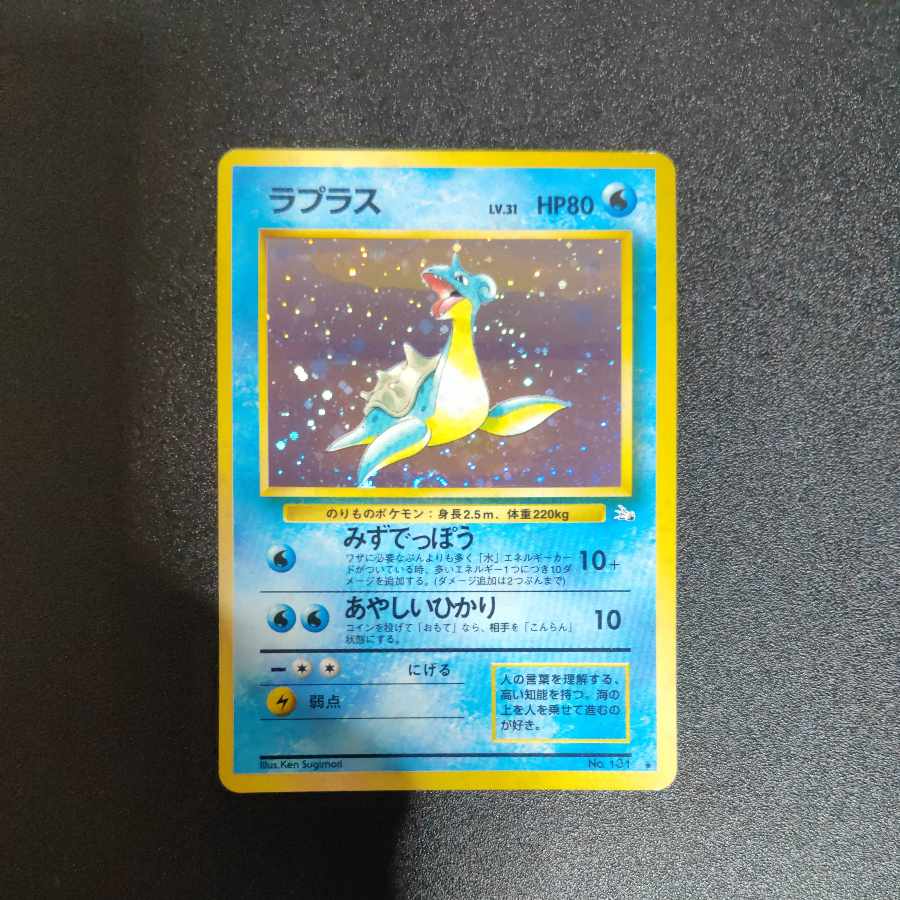 ラプラス LV.31 HP80
のりものポケモン：身長2.5m、体重220kg
みずでっぽう
ワザに必要なぶんよりも多く「水」エネルギーカー
ドがついている時、多いエネルギー1つにつき10ダ
メージを追加する。(ダメージ追加は2つぶんまで)
10+
あやしいひかり
コインを投げて「おもて」なら、相手を「こんらん」
状態にする。
10
にげる
弱点
人の言葉を理解する、
高い知能を持つ。海の
上を人を乗せて進むの
が好き。
Illus. Ken Sugimori No. 131